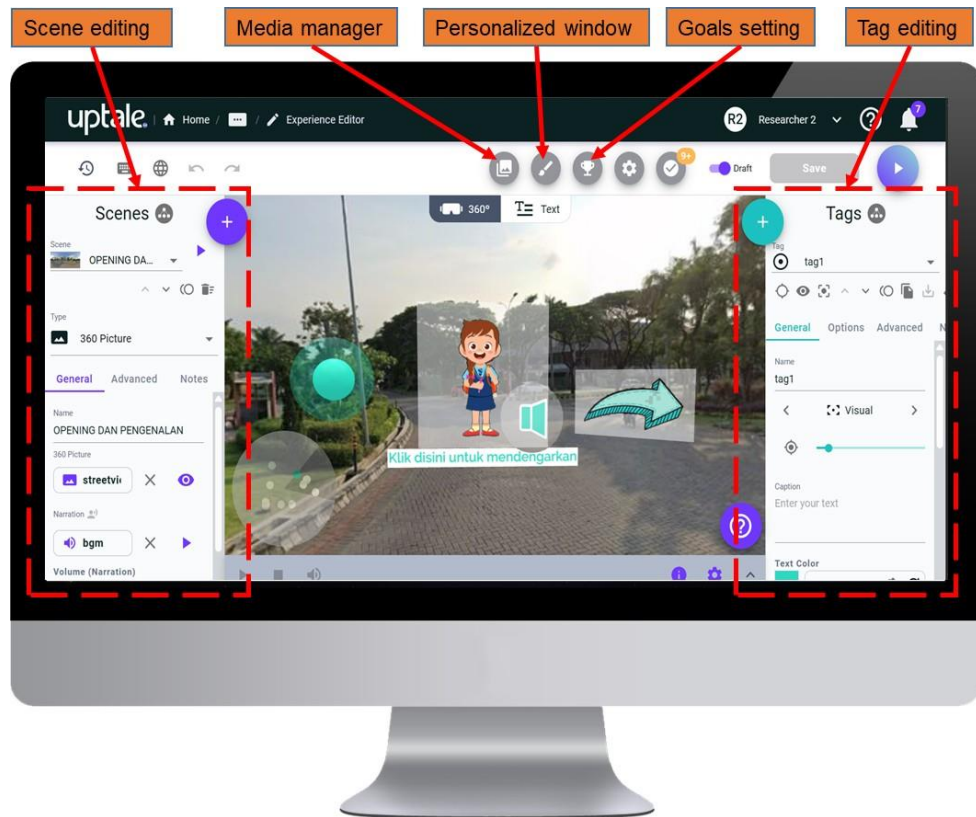 Scene editing
Media manager
Personalized window
Goals setting
Tag editing
uptale.
Home / ... / Experience Editor
R2 Researcher 2
7
9+
Draft
Save
Scenes
360°
Text
Tags
Scene
OPENING DA...
Type
360 Picture
General Advanced Notes
Name
OPENING DAN PENGENALAN
360 Picture
streetvi
Narration
bgm
Volume (Narration)
Klik disini untuk mendengarkan
Tag
tag1
General Options Advanced N
Name
tag1
Visual
Caption
Enter your text
Text Color